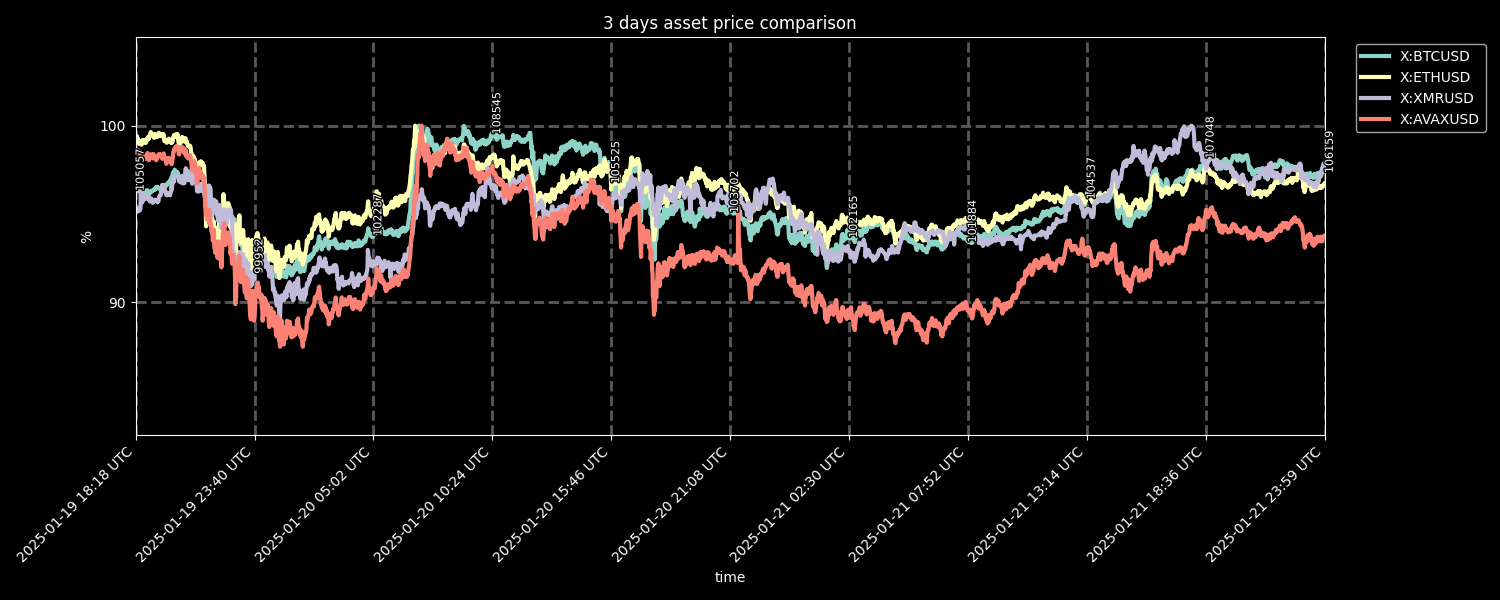 3 days asset price comparison
X:BTCUSD
X:ETHUSD
X:XMRUSD
X:AVAXUSD
100
90
%
105057
99952
102287
108545
105525
103702
102165
101884
104537
107048
106159
2025-01-19 18:18 UTC
2025-01-19 23:40 UTC
2025-01-20 05:02 UTC
2025-01-20 10:24 UTC
2025-01-20 15:46 UTC
2025-01-20 21:08 UTC
2025-01-21 02:30 UTC
2025-01-21 07:52 UTC
2025-01-21 13:14 UTC
2025-01-21 18:36 UTC
2025-01-21 23:59 UTC
time